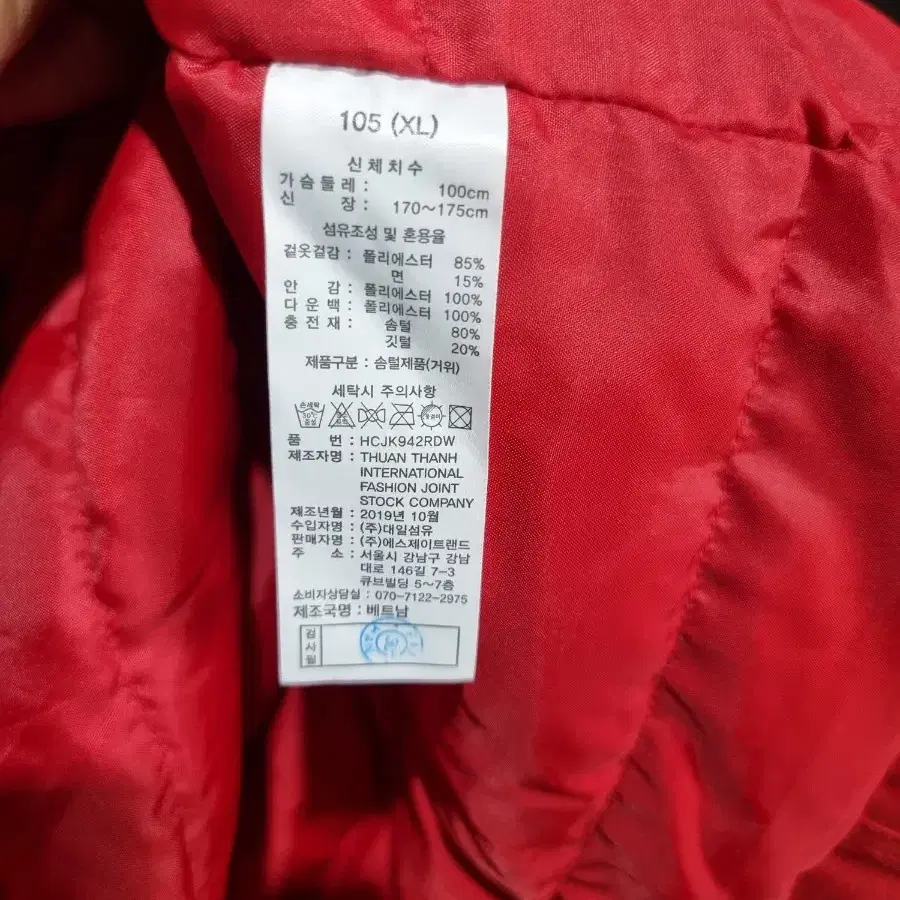 105 (XL)
신체치수
가슴둘레 : 100cm
신 장 : 170~175cm
섬유조성 및 혼용율
겉옷겉감 : 폴리에스터 85%
면 15%
안 감 : 폴리에스터 100%
다운백 : 폴리에스터 100%
충전재 : 솜털 80%
깃털 20%
제품구분 : 솜털제품(거위)
세탁시 주의사항
손세탁
30℃
중성
품 번 : HCJK942RDW
제조자명 : THUAN THANH
INTERNATIONAL
FASHION JOINT
STOCK COMPANY
제조년월 : 2019년 10월
수입자명 : (주)대일섬유
판매자명 : (주)에스제이트랜드
주 소 : 서울시 강남구 강남
대로 146길 7-3
큐브빌딩 5~7층
소비자상담실 : 070-7122-2975
제조국명 : 베트남
검사필